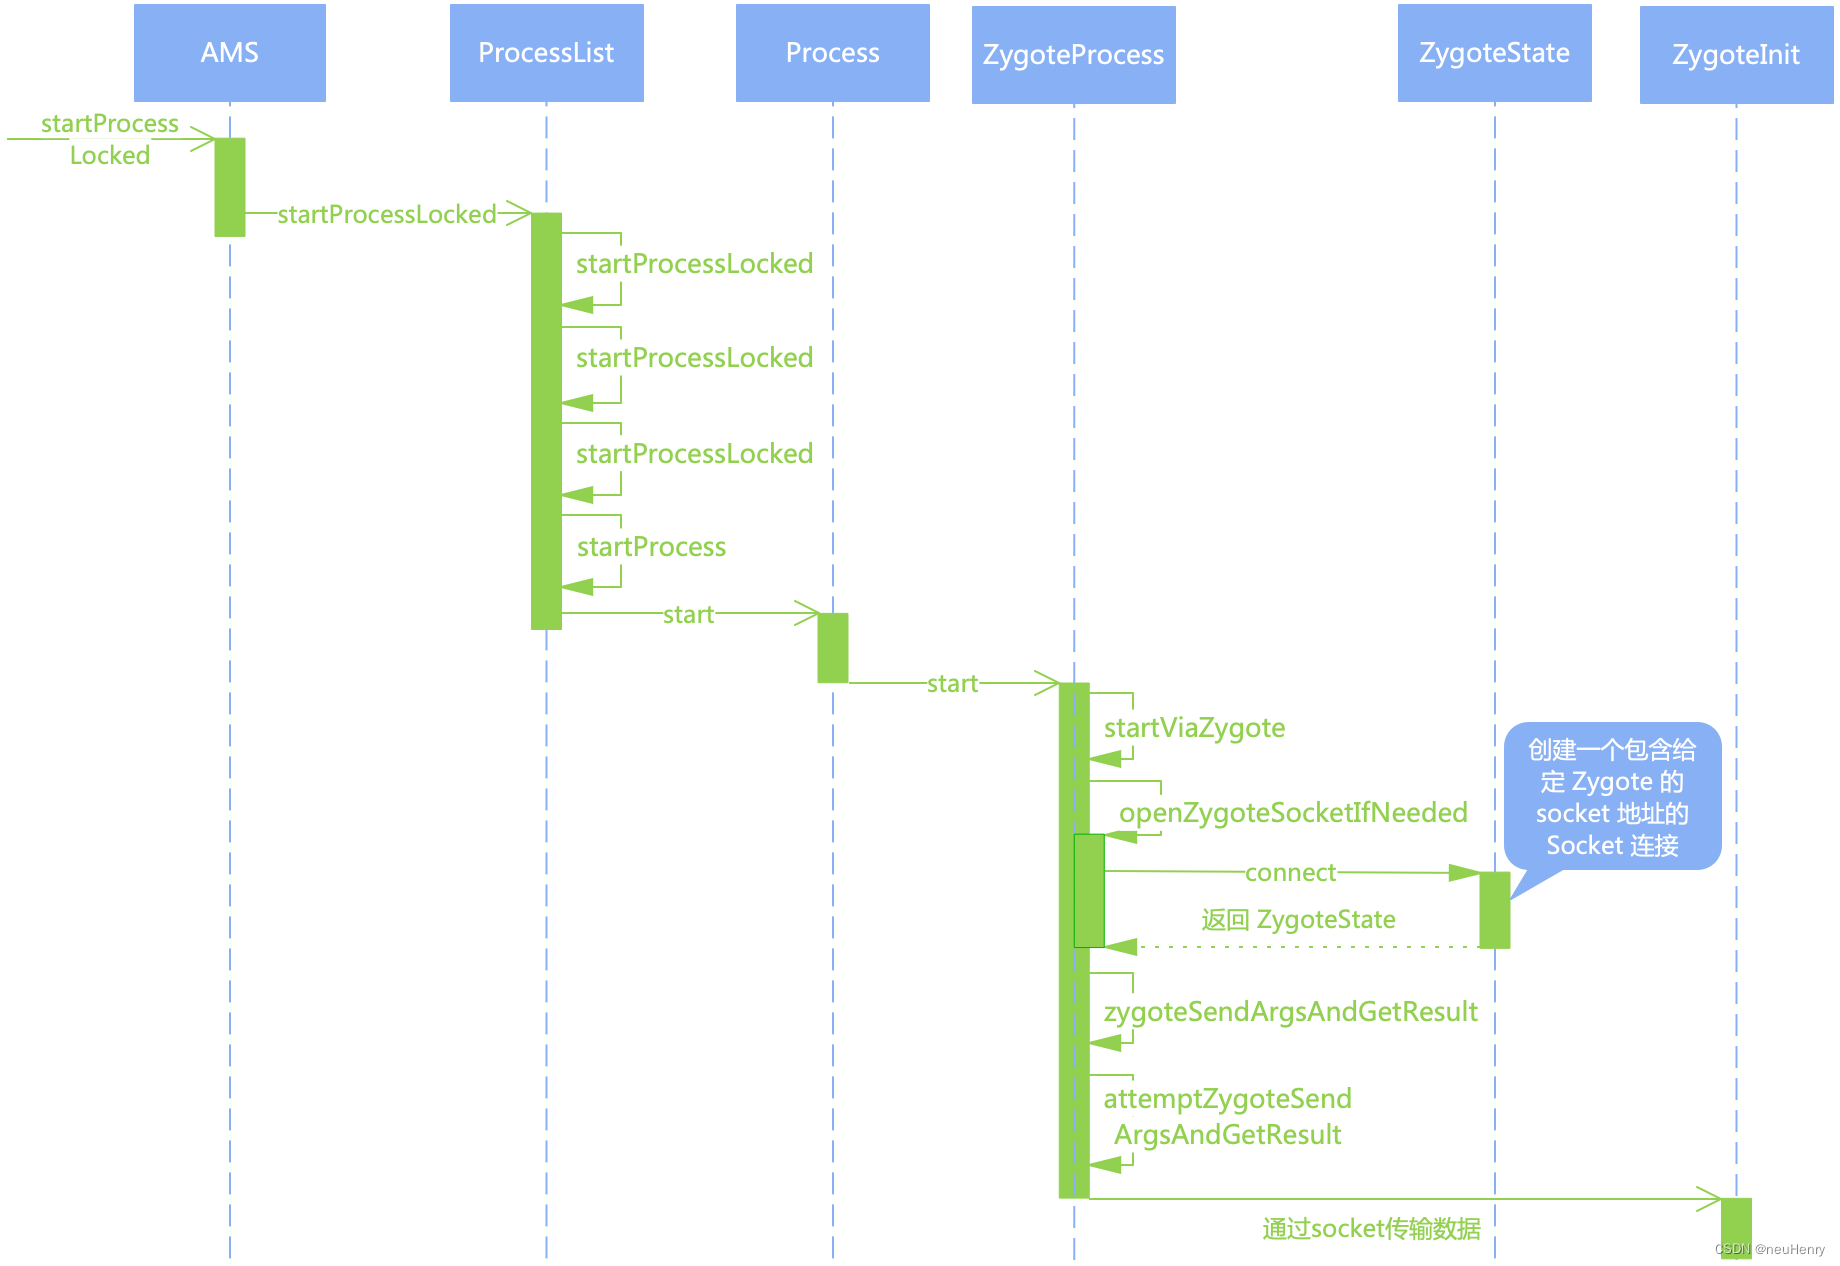 AMS
ProcessList
Process
ZygoteProcess
ZygoteState
ZygoteInit
startProcess
Locked
startProcessLocked
startProcessLocked
startProcessLocked
startProcessLocked
startProcess
start
start
startViaZygote
创建一个包含给
定 Zygote 的
socket 地址的
Socket 连接
openZygoteSocketIfNeeded
connect
返回 ZygoteState
zygoteSendArgsAndGetResult
attemptZygoteSend
ArgsAndGetResult
通过socket传输数据
CSDN @neuHenry